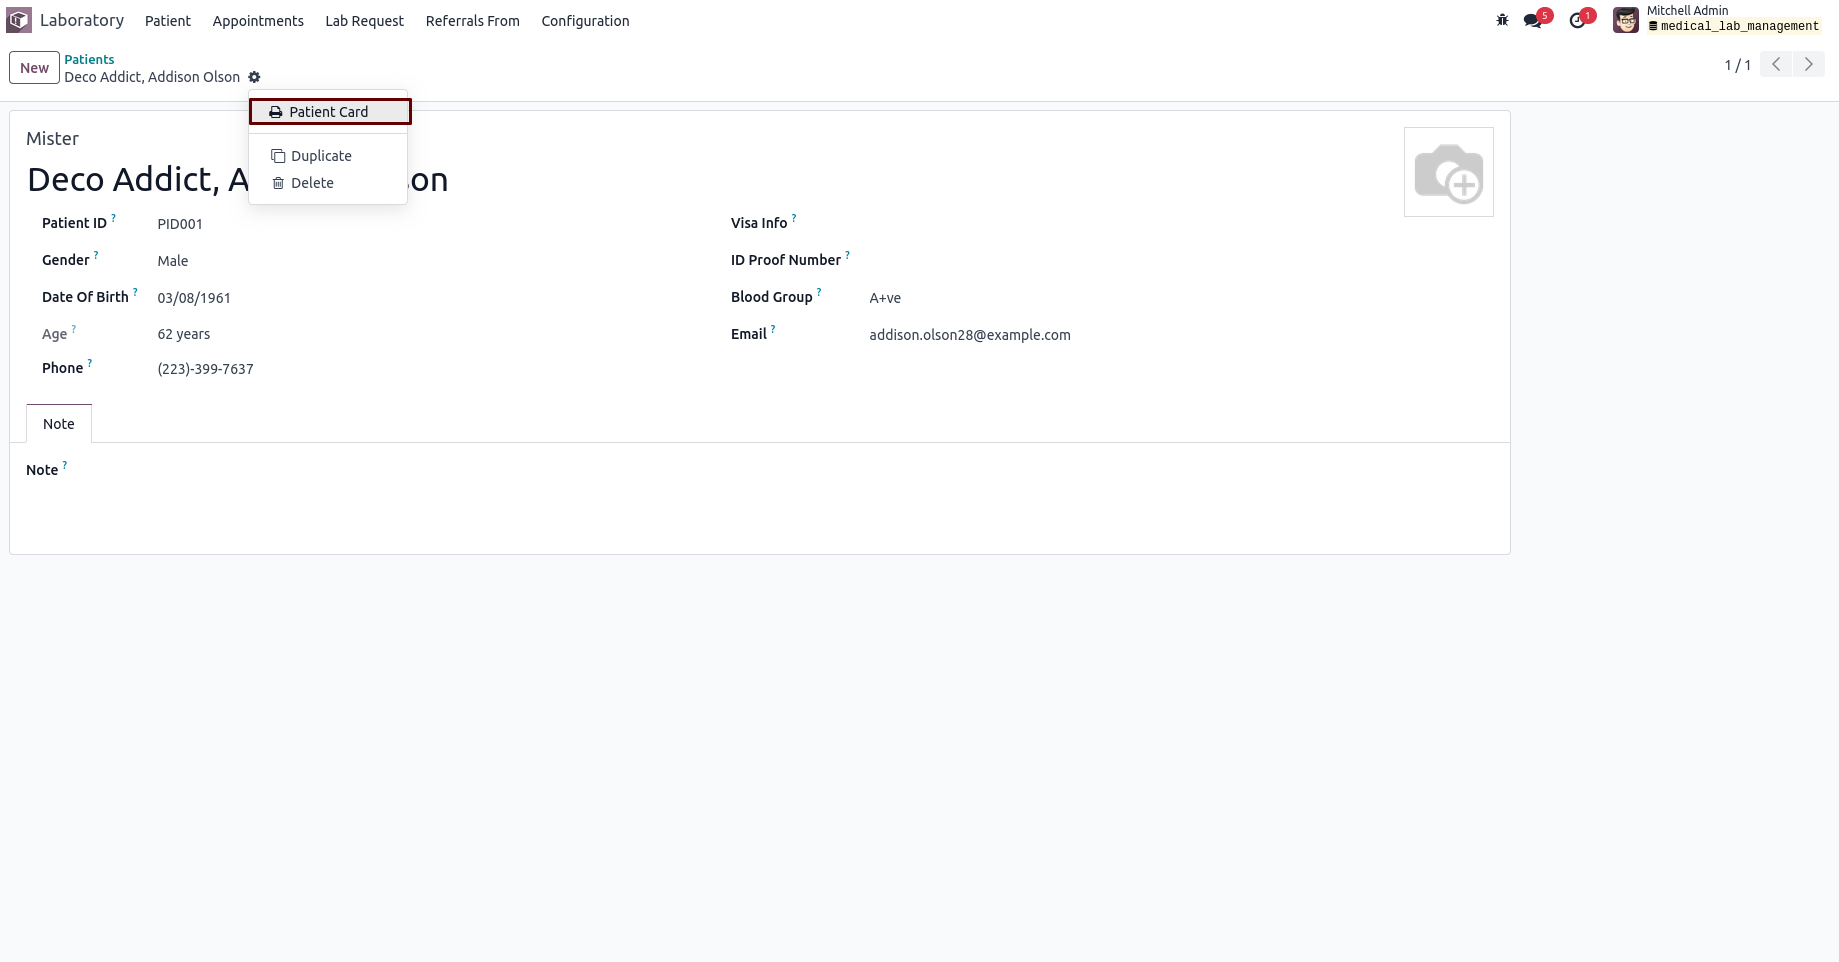 Laboratory Patient Appointments Lab Request Referrals From Configuration 5 1 Mitchell Admin
medical_lab_management
New Patients
Deco Addict, Addison Olson
1 / 1
Patient Card
Duplicate
Delete
Mister
Deco Addict, A on
Patient ID ? PID001
Gender ? Male
Date Of Birth ? 03/08/1961
Age ? 62 years
Phone ? (223)-399-7637
Visa Info ?
ID Proof Number ?
Blood Group ? A+ve
Email ? addison.olson28@example.com
Note
Note ?